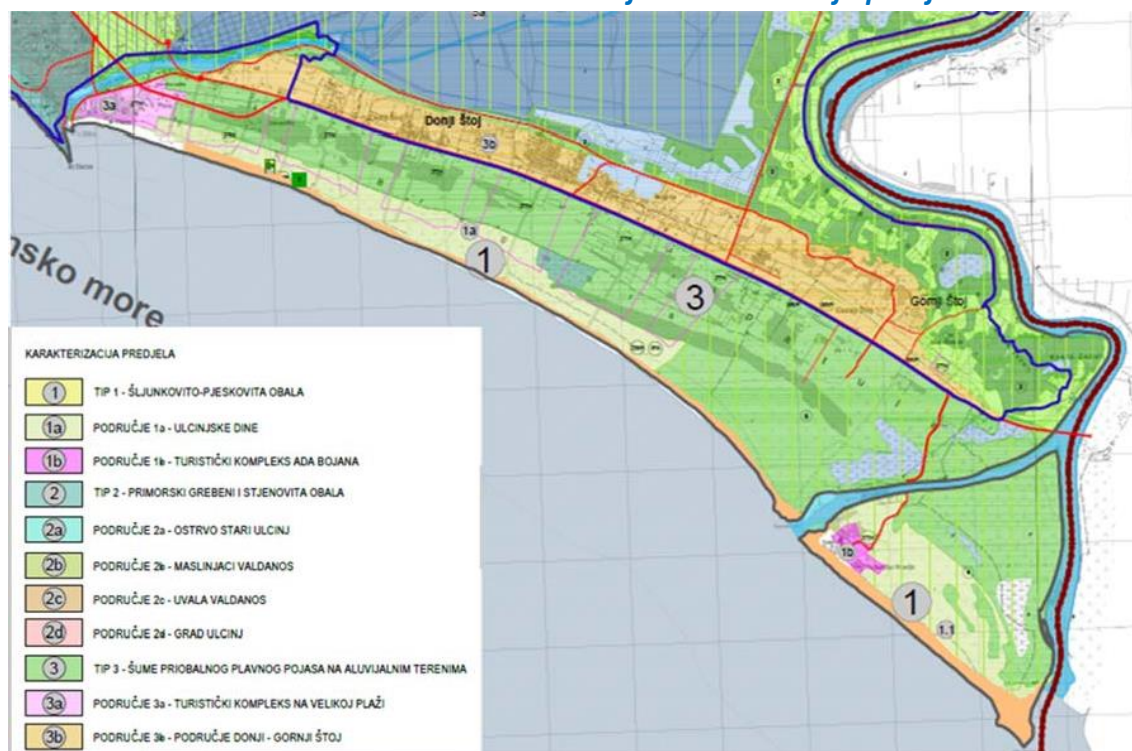 3a
Donji Štoj
3b
1a
1
3
Gornji Štoj
nsko more
1b
1
1.1
KARAKTERIZACIJA PREDJELA
1 TIP 1 - ŠLJUNKOVITO-PJESKOVITA OBALA
1a PODRUČJE 1a - ULCINJSKE DINE
1b PODRUČJE 1b - TURISTIČKI KOMPLEKS ADA BOJANA
2 TIP 2 - PRIMORSKI GREBENI I STJENOVITA OBALA
2a PODRUČJE 2a - OSTRVO STARI ULCINJ
2b PODRUČJE 2b - MASLINJACI VALDANOS
2c PODRUČJE 2c - UVALA VALDANOS
2d PODRUČJE 2d - GRAD ULCINJ
3 TIP 3 - ŠUME PRIOBALNOG PLAVNOG POJASA NA ALUVIJALNIM TERENIMA
3a PODRUČJE 3a - TURISTIČKI KOMPLEKS NA VELIKOJ PLAŽI
3b PODRUČJE 3b - PODRUČJE DONJI - GORNJI ŠTOJ